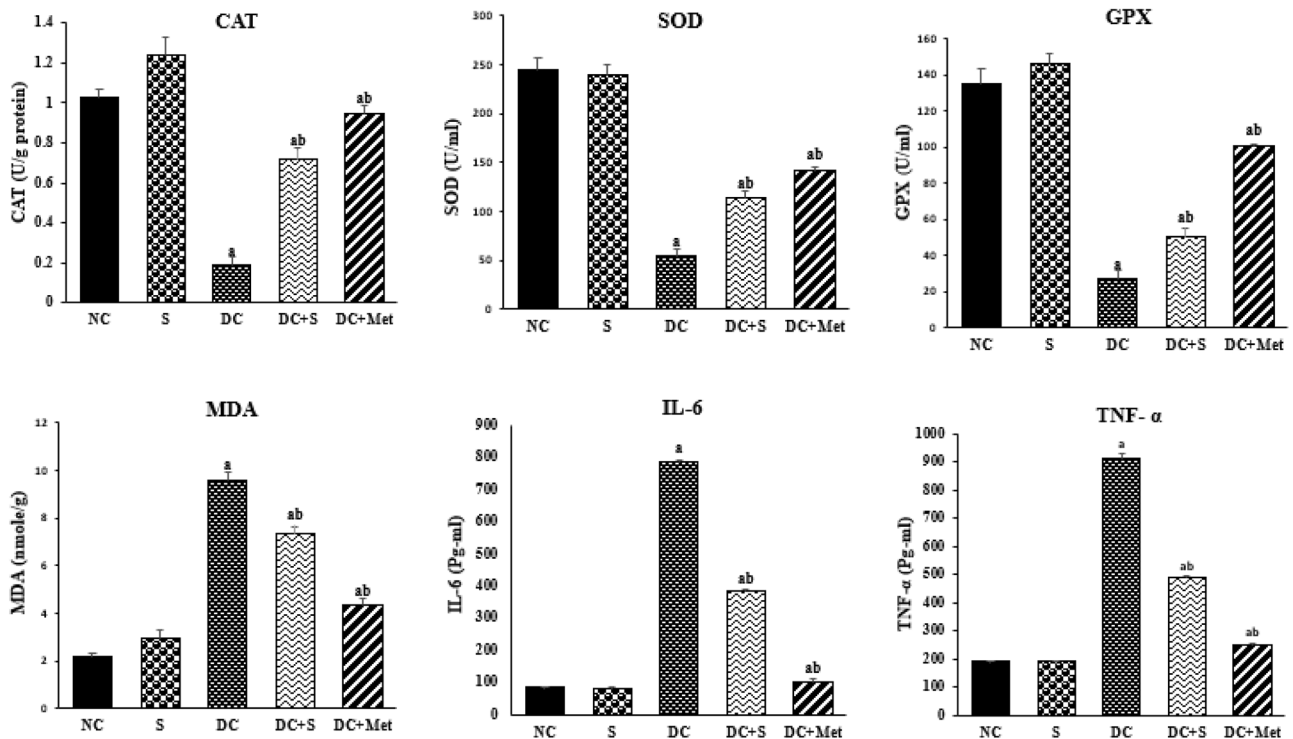 CAT
CAT (U/g protein)
1.4
1.2
1
0.8
0.6
0.4
0.2
0
a
ab
ab
NC S DC DC+S DC+Met
SOD
SOD (U/ml)
300
250
200
150
100
50
0
a
ab
ab
NC S DC DC+S DC+Met
GPX
GPX (U/ml)
160
140
120
100
80
60
40
20
0
a
ab
ab
NC S DC DC+S DC+Met
MDA
MDA (nmole/g)
12
10
8
6
4
2
0
a
ab
ab
NC S DC DC+S DC+Met
IL-6
IL-6 (Pg-ml)
900
800
700
600
500
400
300
200
100
0
a
ab
ab
NC S DC DC+S DC+Met
TNF- α
TNF-α (Pg-ml)
1000
900
800
700
600
500
400
300
200
100
0
a
ab
ab
NC S DC DC+S DC+Met